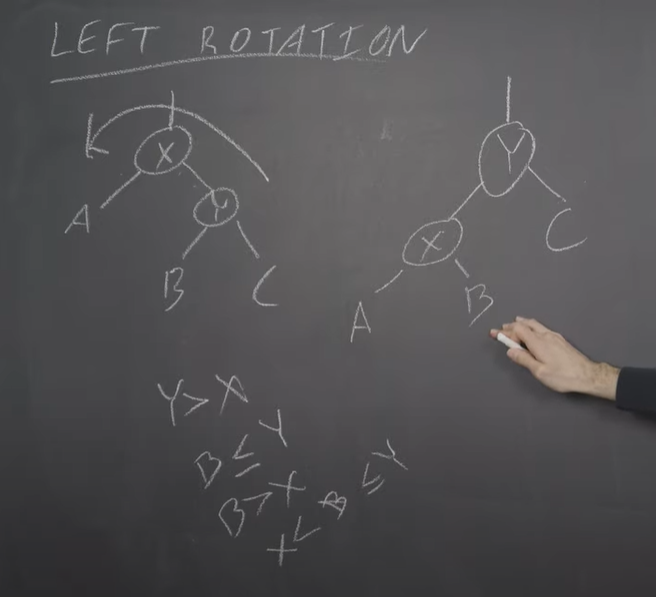 LEFT ROTATION
X
Y
A
Y
X
C
B
C
A
B
Y > X
B ≤ Y
B > X
X < B ≤ Y